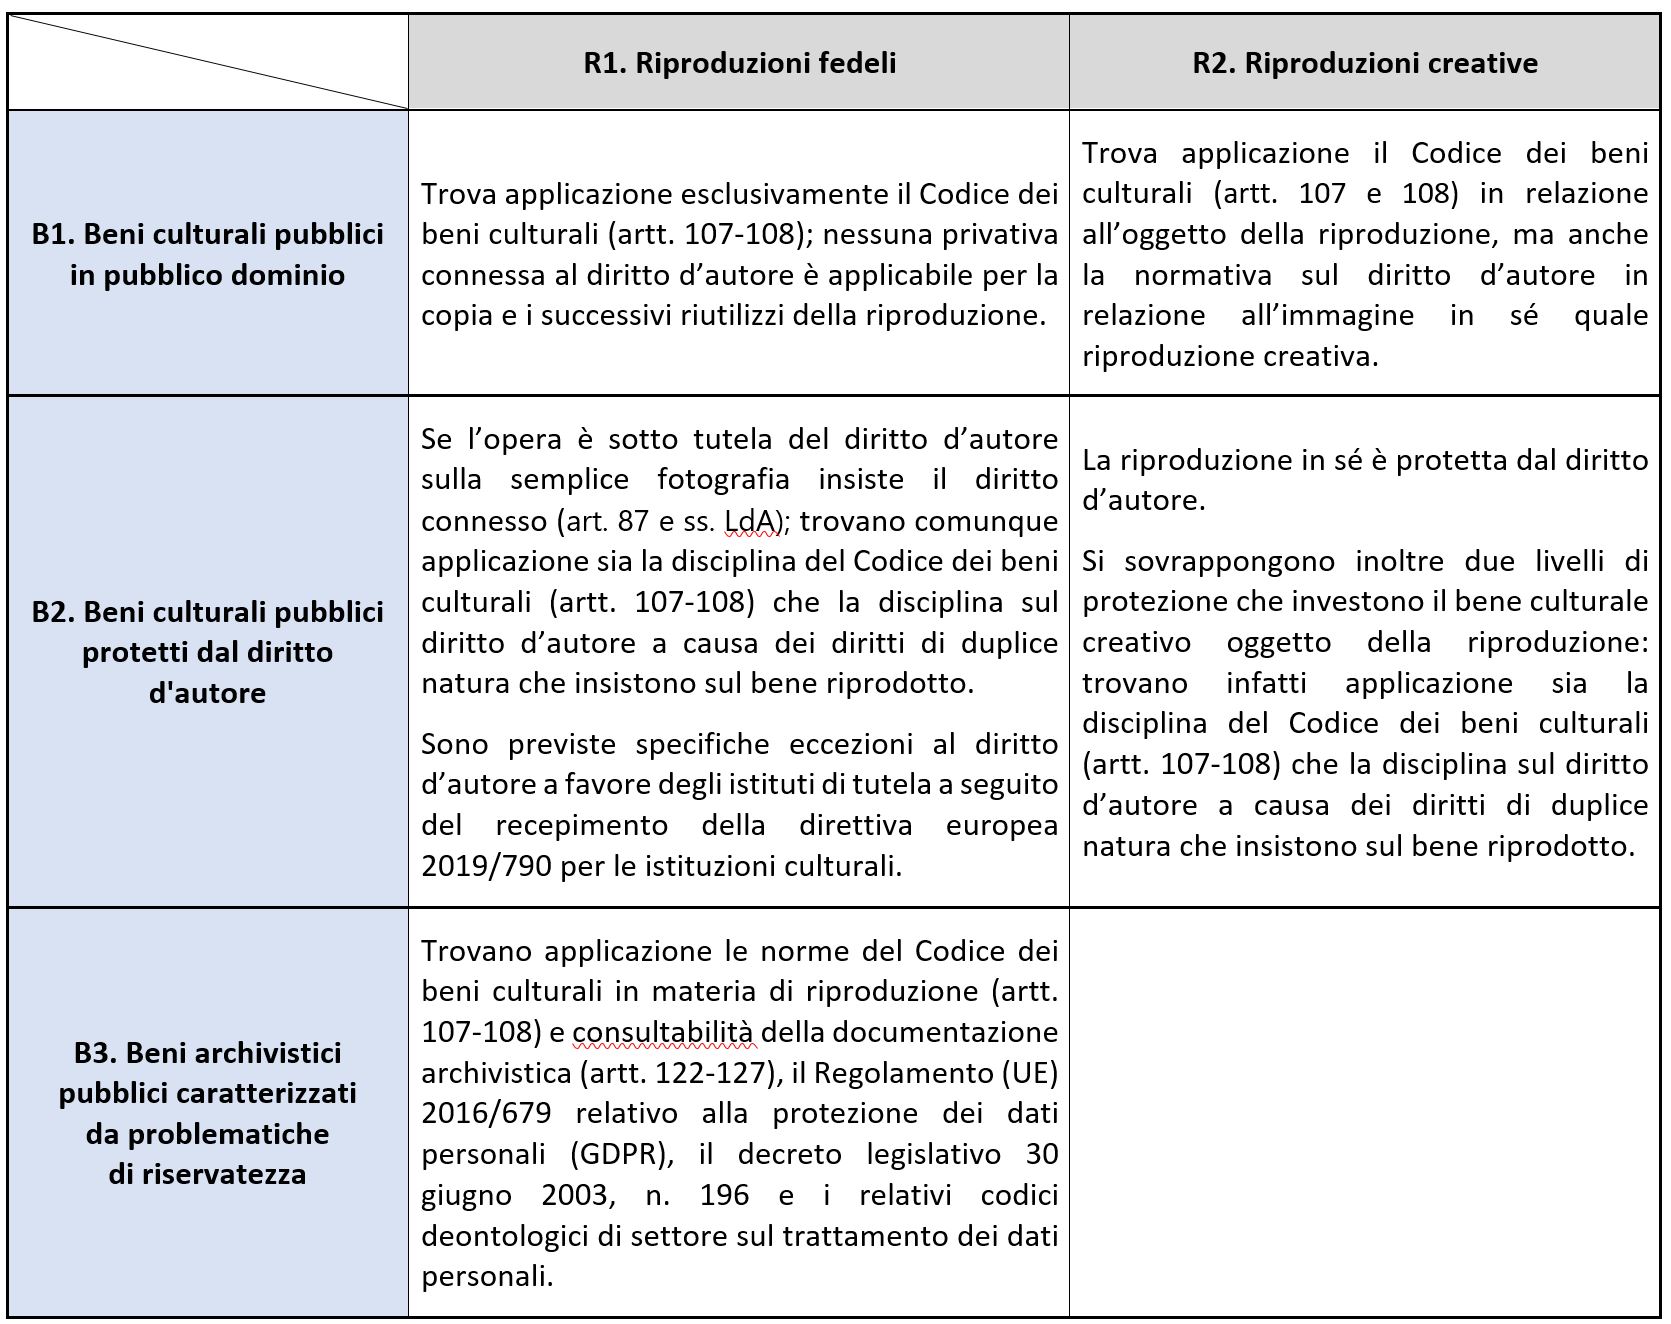 R1. Riproduzioni fedeli
R2. Riproduzioni creative
B1. Beni culturali pubblici
in pubblico dominio
Trova applicazione esclusivamente il Codice dei
beni culturali (artt. 107-108); nessuna privativa
connessa al diritto d’autore è applicabile per la
copia e i successivi riutilizzi della riproduzione.
Trova applicazione il Codice dei beni
culturali (artt. 107 e 108) in relazione
all’oggetto della riproduzione, ma anche
la normativa sul diritto d’autore in
relazione all’immagine in sé quale
riproduzione creativa.
B2. Beni culturali pubblici
protetti dal diritto
d'autore
Se l’opera è sotto tutela del diritto d’autore
sulla semplice fotografia insiste il diritto
connesso (art. 87 e ss. LdA); trovano comunque
applicazione sia la disciplina del Codice dei beni
culturali (artt. 107-108) che la disciplina sul
diritto d’autore a causa dei diritti di duplice
natura che insistono sul bene riprodotto.
Sono previste specifiche eccezioni al diritto
d’autore a favore degli istituti di tutela a seguito
del recepimento della direttiva europea
2019/790 per le istituzioni culturali.
La riproduzione in sé è protetta dal diritto
d’autore.
Si sovrappongono inoltre due livelli di
protezione che investono il bene culturale
creativo oggetto della riproduzione:
trovano infatti applicazione sia la
disciplina del Codice dei beni culturali
(artt. 107-108) che la disciplina sul diritto
d’autore a causa dei diritti di duplice
natura che insistono sul bene riprodotto.
B3. Beni archivistici
pubblici caratterizzati
da problematiche
di riservatezza
Trovano applicazione le norme del Codice dei
beni culturali in materia di riproduzione (artt.
107-108) e consultabilità della documentazione
archivistica (artt. 122-127), il Regolamento (UE)
2016/679 relativo alla protezione dei dati
personali (GDPR), il decreto legislativo 30
giugno 2003, n. 196 e i relativi codici
deontologici di settore sul trattamento dei dati
personali.